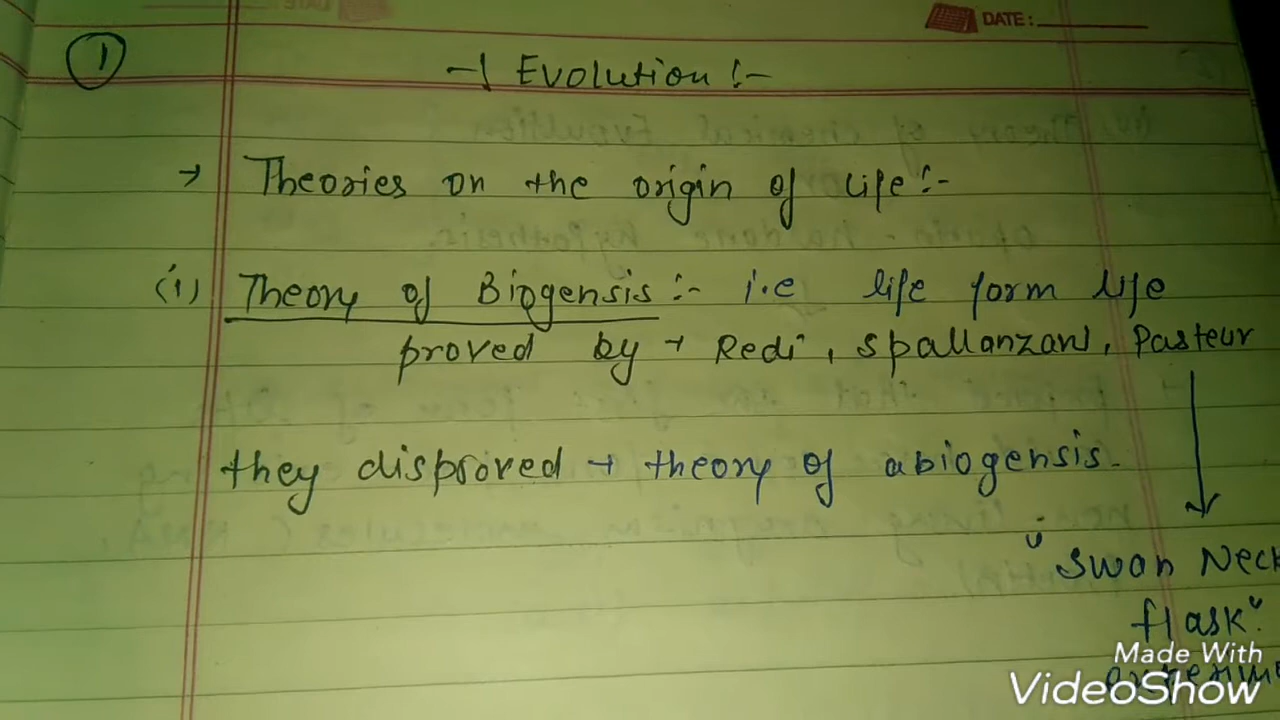 DATE:
1
Evolution :-
→ Theories on the origin of life :-
(i) Theory of Biogensis :- i.e life form life
proved by → Redi, Spallanzani, Pasteur
they disproved → theory of abiogensis.
"Swan Neck
flask"
Made With
VideoShow